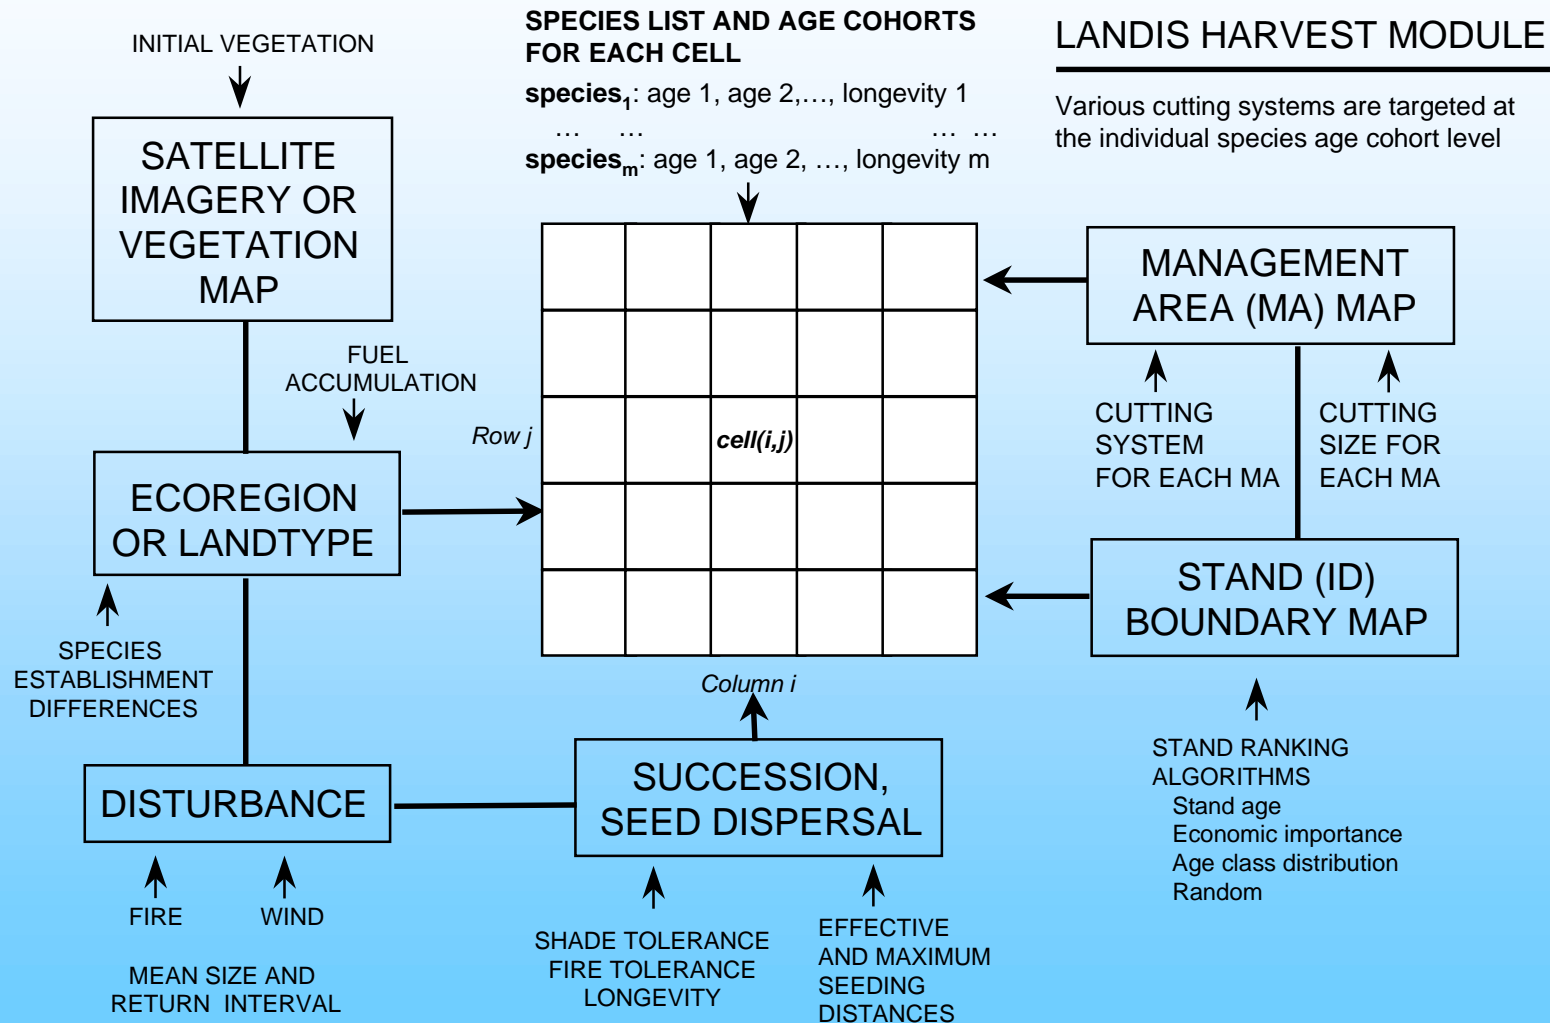 INITIAL VEGETATION
SATELLITE
IMAGERY OR
VEGETATION
MAP
FUEL
ACCUMULATION
ECOREGION
OR LANDTYPE
SPECIES
ESTABLISHMENT
DIFFERENCES
DISTURBANCE
FIRE
WIND
MEAN SIZE AND
RETURN INTERVAL
SPECIES LIST AND AGE COHORTS
FOR EACH CELL
species1: age 1, age 2,…, longevity 1
… … … …
speciesm: age 1, age 2, …, longevity m
Row j
cell(i,j)
Column i
SUCCESSION,
SEED DISPERSAL
SHADE TOLERANCE
FIRE TOLERANCE
LONGEVITY
EFFECTIVE
AND MAXIMUM
SEEDING
DISTANCES
LANDIS HARVEST MODULE
Various cutting systems are targeted at
the individual species age cohort level
MANAGEMENT
AREA (MA) MAP
CUTTING
SYSTEM
FOR EACH MA
CUTTING
SIZE FOR
EACH MA
STAND (ID)
BOUNDARY MAP
STAND RANKING
ALGORITHMS
Stand age
Economic importance
Age class distribution
Random